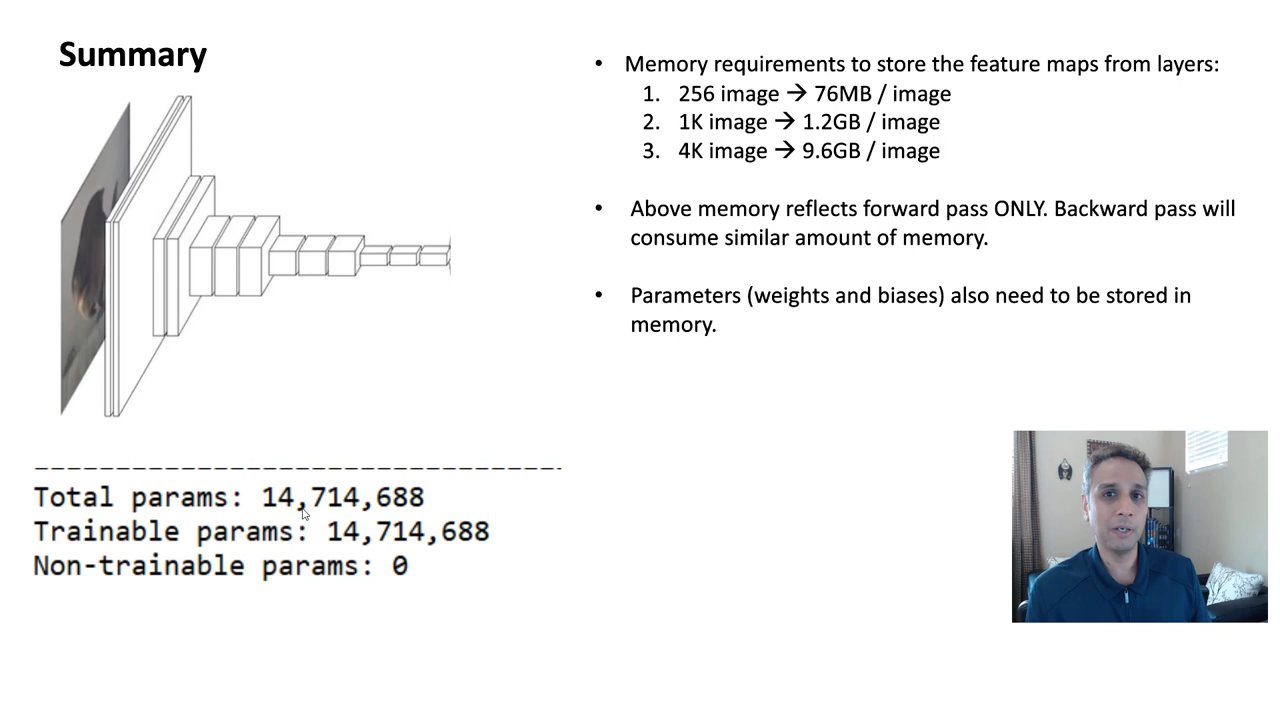 Summary
• Memory requirements to store the feature maps from layers:
1. 256 image → 76MB / image
2. 1K image → 1.2GB / image
3. 4K image → 9.6GB / image
• Above memory reflects forward pass ONLY. Backward pass will
consume similar amount of memory.
• Parameters (weights and biases) also need to be stored in
memory.
Total params: 14,714,688
Trainable params: 14,714,688
Non-trainable params: 0